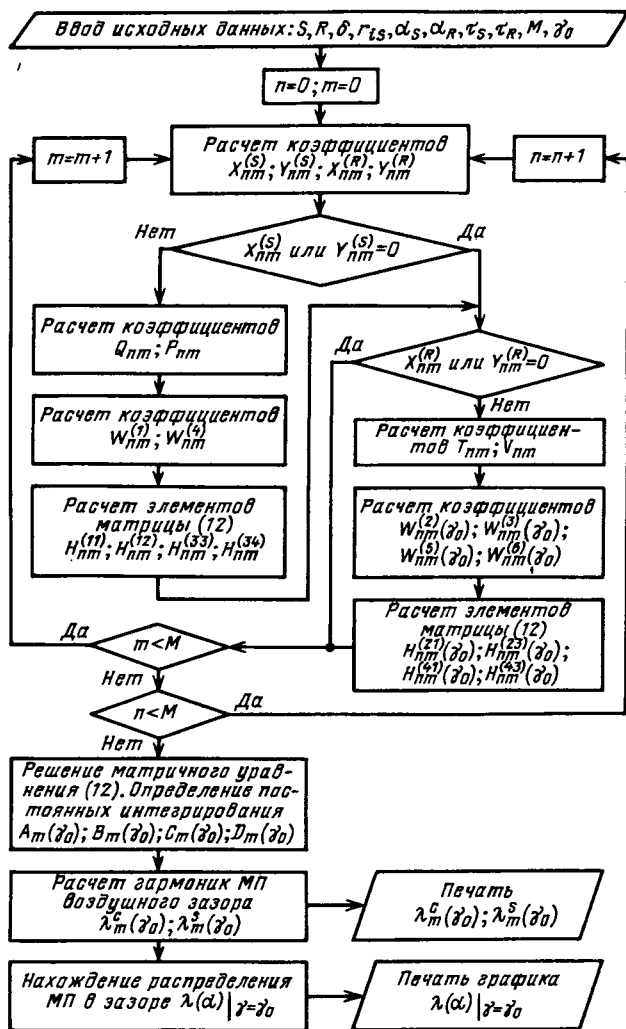 Ввод исходных данных: S, R, δ, r_{iS}, α_S, α_R, τ_S, τ_R, M, γ_0
n=0; m=0
m=m+1
Расчет коэффициентов
X_{nm}^{(S)}; Y_{nm}^{(S)}; X_{nm}^{(R)}; Y_{nm}^{(R)}
n=n+1
Нет
X_{nm}^{(S)} или Y_{nm}^{(S)}=0
Да
Расчет коэффициентов
Q_{nm}; P_{nm}
Расчет коэффициентов
W_{nm}^{(1)}; W_{nm}^{(4)}
Расчет элементов
матрицы (12)
H_{nm}^{(11)}; H_{nm}^{(12)}; H_{nm}^{(33)}; H_{nm}^{(34)}
Да
X_{nm}^{(R)} или Y_{nm}^{(R)}=0
Нет
Расчет коэффициен-
тов T_{nm}; V_{nm}
Расчет коэффициентов
W_{nm}^{(2)}(γ_0); W_{nm}^{(3)}(γ_0);
W_{nm}^{(5)}(γ_0); W_{nm}^{(6)}(γ_0)
Расчет элементов
матрицы (12)
H_{nm}^{(21)}(γ_0); H_{nm}^{(23)}(γ_0);
H_{nm}^{(41)}(γ_0); H_{nm}^{(43)}(γ_0)
Да
m<M
Нет
n<M
Да
Нет
Решение матричного урав-
нения (12). Определение пос-
тоянных интегрирования
A_m(γ_0); B_m(γ_0); C_m(γ_0); D_m(γ_0)
Расчет гармоник МП
воздушного зазора
λ_m^c(γ_0); λ_m^s(γ_0)
Печать
λ_m^c(γ_0); λ_m^s(γ_0)
Нахождение распределения
МП в зазоре λ(α)|_{γ=γ_0}
Печать графика
λ(α)|_{γ=γ_0}